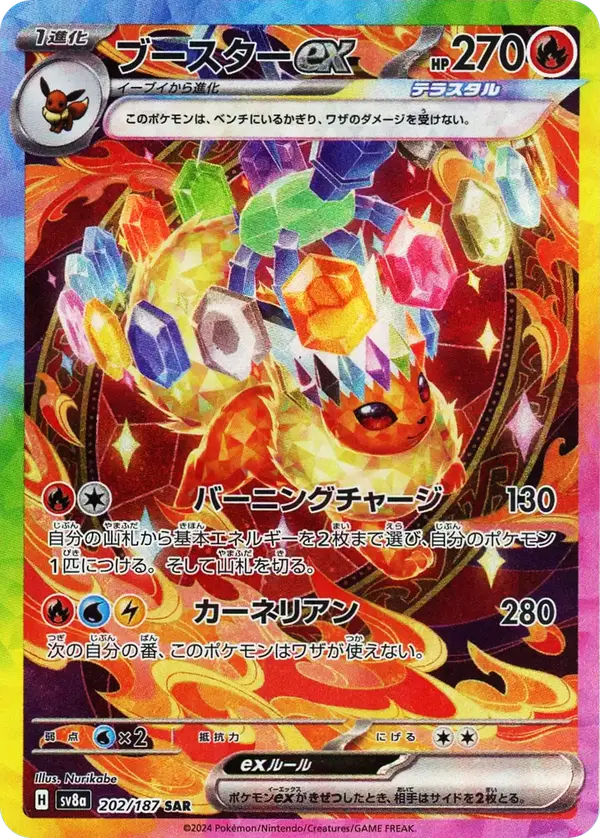 1進化
ブースターex
HP270
イーブイから進化
テラスタル
このポケモンは、ベンチにいるかぎり、ワザのダメージを受けない。
バーニングチャージ 130
自分の山札から基本エネルギーを2枚まで選び、自分のポケモン
1匹につける。そして山札を切る。
カーネリアン 280
次の自分の番、このポケモンはワザが使えない。
弱点 ×2 抵抗力 にげる
exルール
ポケモンexがきぜつしたとき、相手はサイドを2枚とる。
Illus. Nurikabe
H sv8a 202/187 SAR
©2024 Pokémon/Nintendo/Creatures/GAME FREAK.